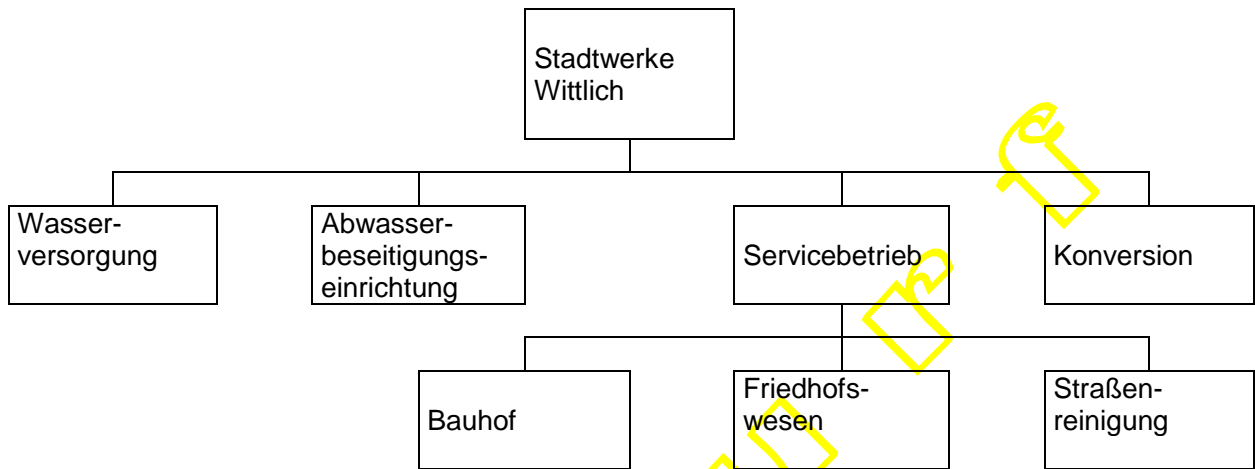 Stadtwerke
Wittlich
Wasser-
versorgung
Abwasser-
beseitigungs-
einrichtung
Servicebetrieb
Konversion
Bauhof
Friedhofs-
wesen
Straßen-
reinigung